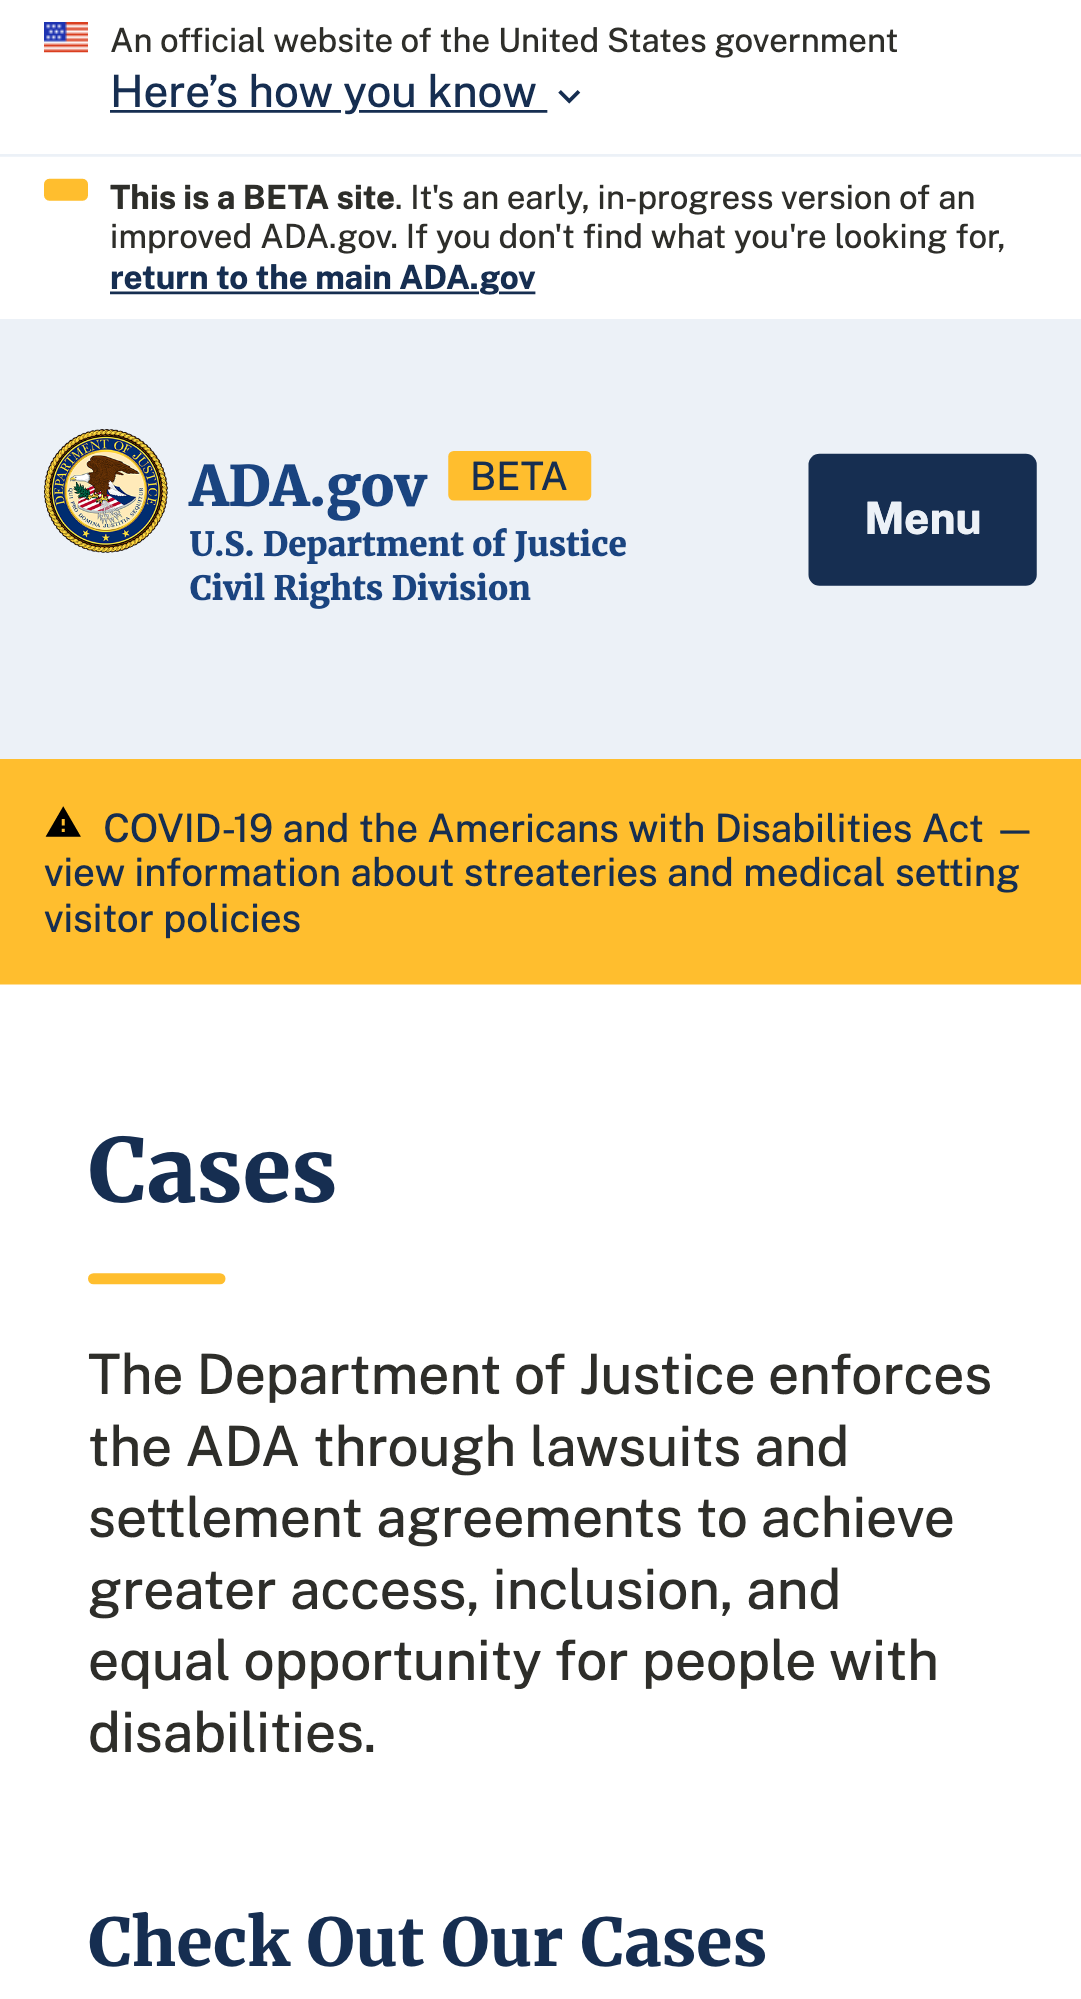 An official website of the United States government
Here’s how you know
This is a BETA site. It's an early, in-progress version of an
improved ADA.gov. If you don't find what you're looking for,
return to the main ADA.gov
DEPARTMENT OF JUSTICE
QUI PRO DOMINA JUSTITIA SEQUITUR
ADA.gov BETA
U.S. Department of Justice
Civil Rights Division
Menu
COVID-19 and the Americans with Disabilities Act —
view information about streateries and medical setting
visitor policies
Cases
The Department of Justice enforces
the ADA through lawsuits and
settlement agreements to achieve
greater access, inclusion, and
equal opportunity for people with
disabilities.
Check Out Our Cases